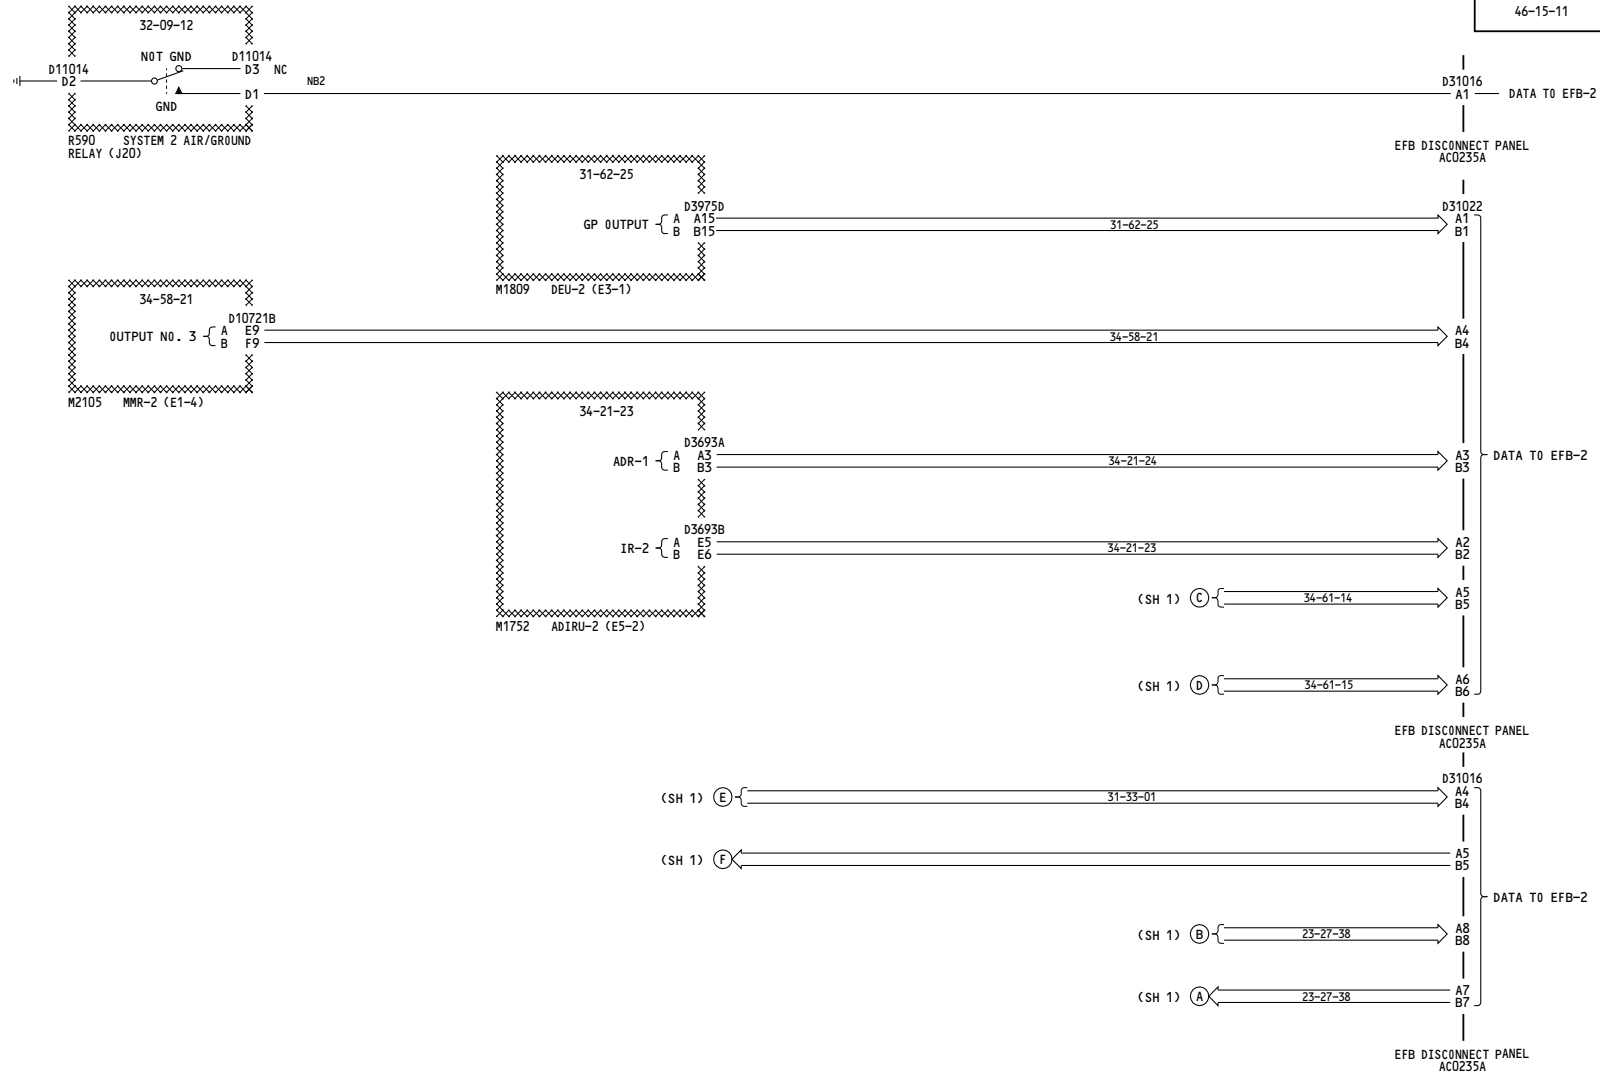 46-15-11
32-09-12
NOT GND
D11014
D11014
D2
D3 NC
NB2
GND
D1
D31016
A1
DATA TO EFB-2
R590 SYSTEM 2 AIR/GROUND
RELAY (J20)
EFB DISCONNECT PANEL
AC0235A
31-62-25
D3975D
GP OUTPUT
A A15
B B15
31-62-25
D31022
A1
B1
M1809 DEU-2 (E3-1)
34-58-21
D10721B
OUTPUT NO. 3
A E9
B F9
34-58-21
A4
B4
M2105 MMR-2 (E1-4)
34-21-23
D3693A
ADR-1
A A3
B B3
34-21-24
A3
B3
DATA TO EFB-2
D3693B
IR-2
A E5
B E6
34-21-23
A2
B2
(SH 1) C
34-61-14
A5
B5
M1752 ADIRU-2 (E5-2)
(SH 1) D
34-61-15
A6
B6
EFB DISCONNECT PANEL
AC0235A
D31016
(SH 1) E
31-33-01
A4
B4
(SH 1) F
A5
B5
DATA TO EFB-2
(SH 1) B
23-27-38
A8
B8
(SH 1) A
23-27-38
A7
B7
EFB DISCONNECT PANEL
AC0235A